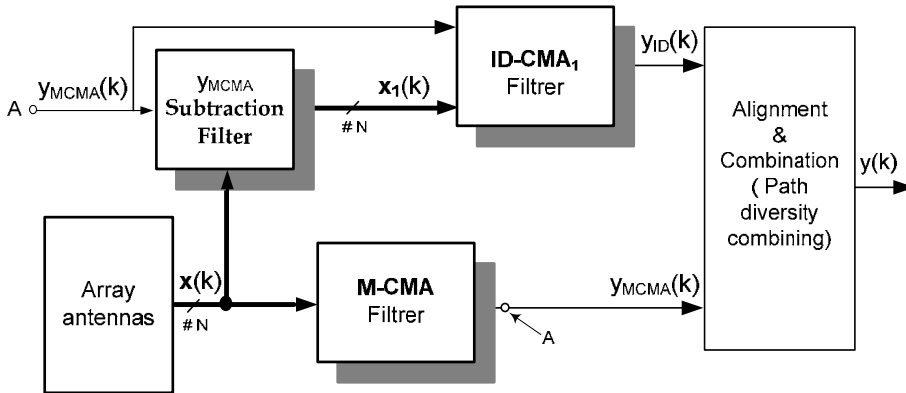 A
yMCMA(k)
yMCMA
Subtraction
Filter
x1(k)
#N
ID-CMA1
Filtrer
yID(k)
Alignment
&
Combination
( Path
diversity
combining)
y(k)
Array
antennas
x(k)
#N
M-CMA
Filtrer
A
yMCMA(k)